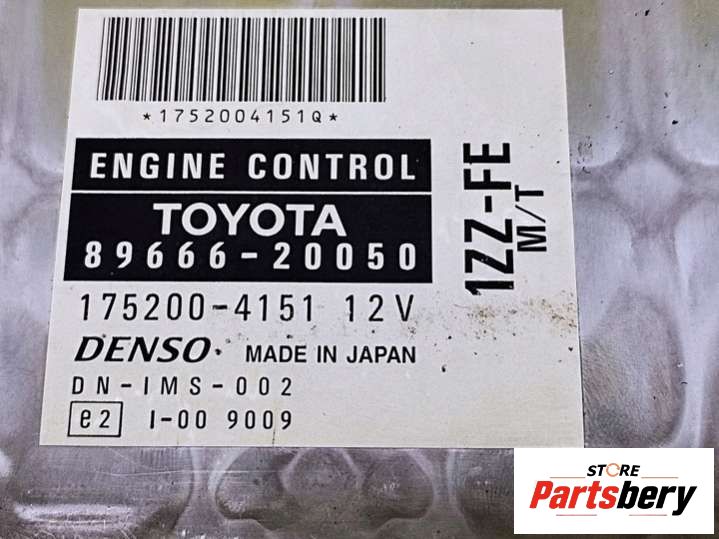 *1752004151Q*
ENGINE CONTROL
TOYOTA
89666-20050
175200-4151 12V
DENSO MADE IN JAPAN
DN-IMS-002
e2 I-00 9009
1ZZ-FE
M/T
STORE
Partsbery